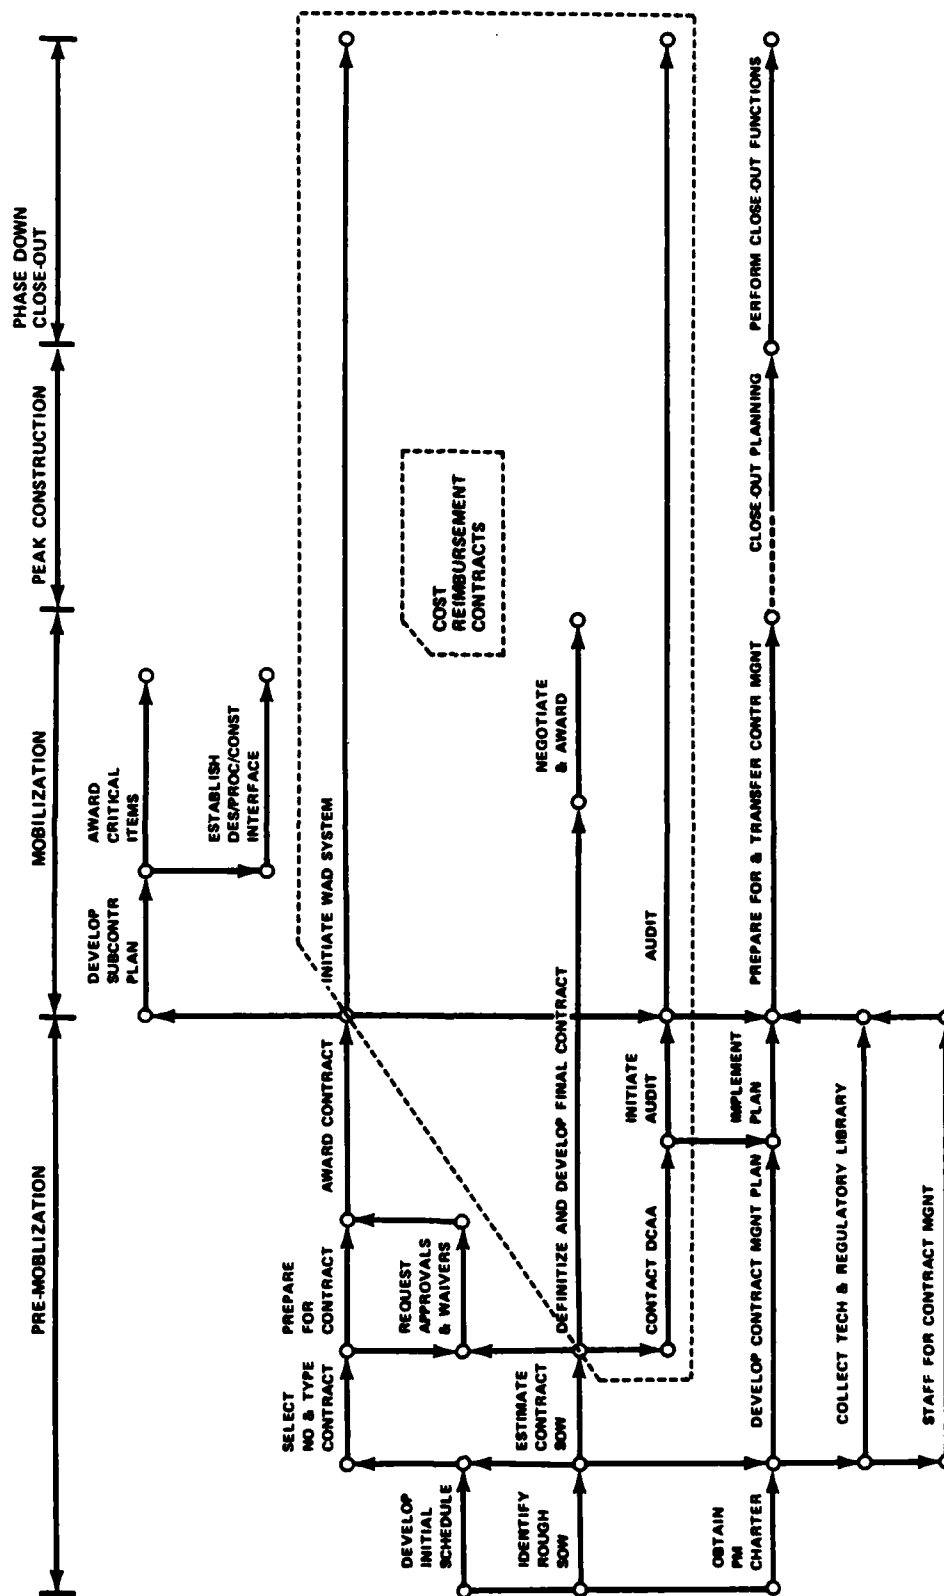 PRE-MOBLIZATION
MOBILIZATION
PEAK CONSTRUCTION
PHASE DOWN
CLOSE-OUT
DEVELOP
SUBCONTR
PLAN
AWARD
CRITICAL
ITEMS
ESTABLISH
DES/PROC/CONST
INTERFACE
SELECT
NO & TYPE
CONTRACT
PREPARE
FOR
CONTRACT
AWARD CONTRACT
INITIATE WAD SYSTEM
DEVELOP
INITIAL
SCHEDULE
REQUEST
APPROVALS
& WAIVERS
COST
REIMBURSEMENT
CONTRACTS
IDENTIFY
ROUGH
SOW
ESTIMATE
CONTRACT
SOW
DEFINITIZE AND DEVELOP FINAL CONTRACT
NEGOTIATE
& AWARD
CONTACT DCAA
INITIATE
AUDIT
AUDIT
OBTAIN
PM
CHARTER
DEVELOP CONTRACT MGNT PLAN
IMPLEMENT
PLAN
PREPARE FOR & TRANSFER CONTR MGNT
CLOSE-OUT PLANNING
PERFORM CLOSE-OUT FUNCTIONS
COLLECT TECH & REGULATORY LIBRARY
STAFF FOR CONTRACT MGNT